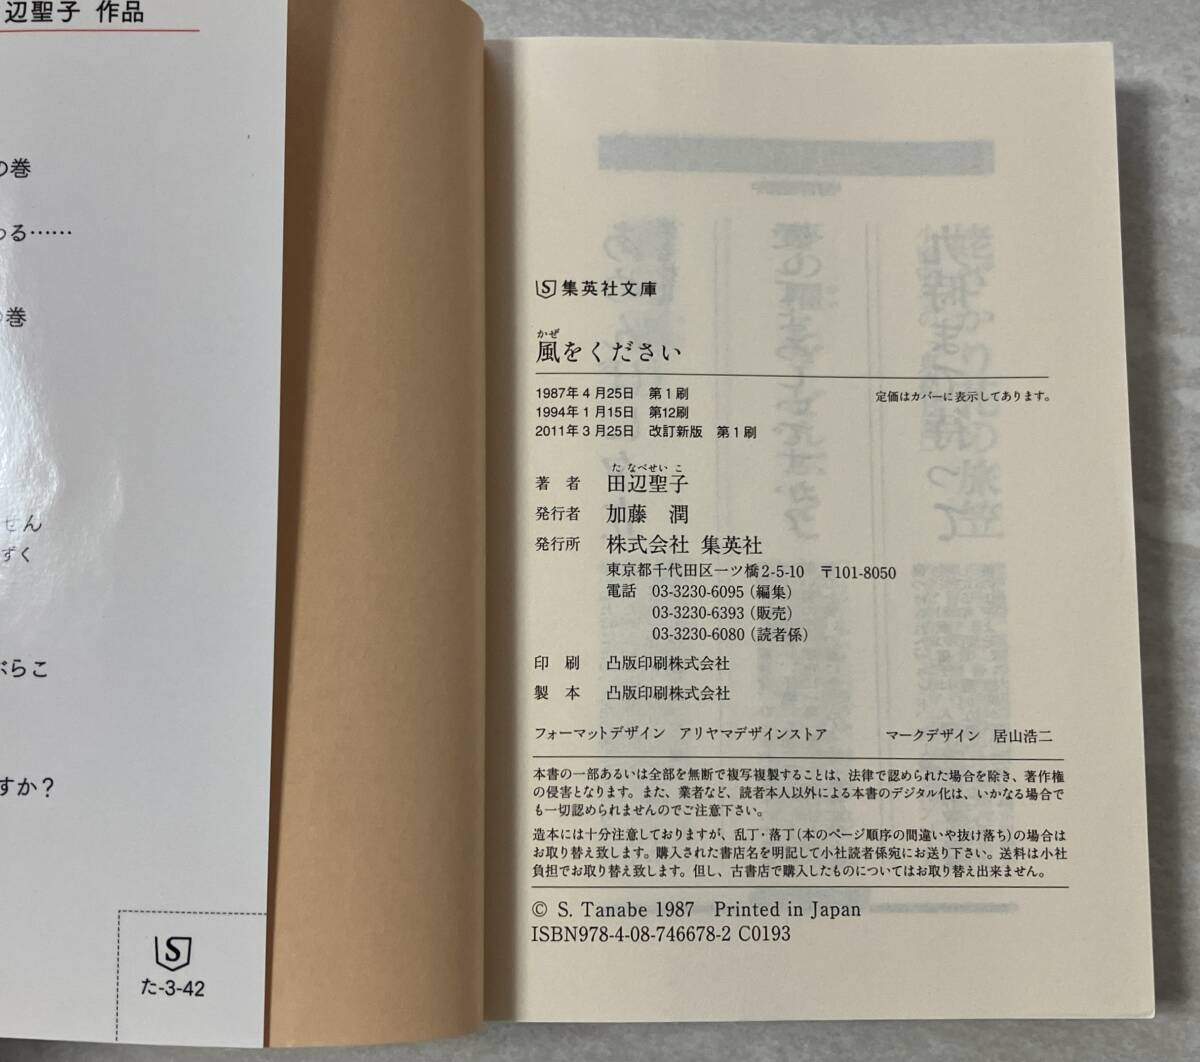 辺聖子 作品
の巻
わる……
の巻
せん
ずく
ぶらこ
すか？
S
た-3-42
S 集英社文庫
かぜ
風をください
1987年4月25日 第1刷
1994年1月15日 第12刷
2011年3月25日 改訂新版 第1刷
定価はカバーに表示してあります。
たなべせいこ
著 者 田辺聖子
発行者 加藤 潤
発行所 株式会社 集英社
東京都千代田区一ツ橋2-5-10 〒101-8050
電話 03-3230-6095（編集）
03-3230-6393（販売）
03-3230-6080（読者係）
印 刷 凸版印刷株式会社
製 本 凸版印刷株式会社
フォーマットデザイン アリヤマデザインストア マークデザイン 居山浩二
本書の一部あるいは全部を無断で複写複製することは、法律で認められた場合を除き、著作権
の侵害となります。また、業者など、読者本人以外による本書のデジタル化は、いかなる場合で
も一切認められませんのでご注意下さい。
造本には十分注意しておりますが、乱丁・落丁（本のページ順序の間違いや抜け落ち）の場合は
お取り替え致します。購入された書店名を明記して小社読者係宛にお送り下さい。送料は小社
負担でお取り替え致します。但し、古書店で購入したものについてはお取り替え出来ません。
© S. Tanabe 1987 Printed in Japan
ISBN978-4-08-746678-2 C0193